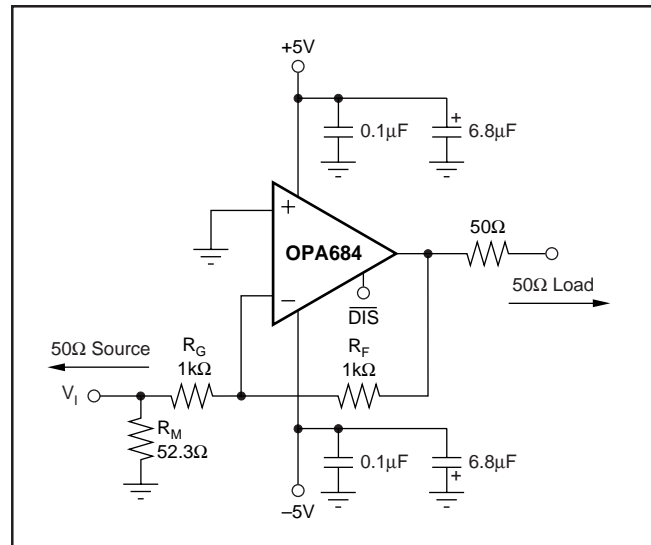 +5V
+
0.1μF
6.8μF
+
OPA684
−
DIS
50Ω
50Ω Load
50Ω Source
R_G
1kΩ
R_F
1kΩ
V_I
R_M
52.3Ω
0.1μF
6.8μF
+
–5V